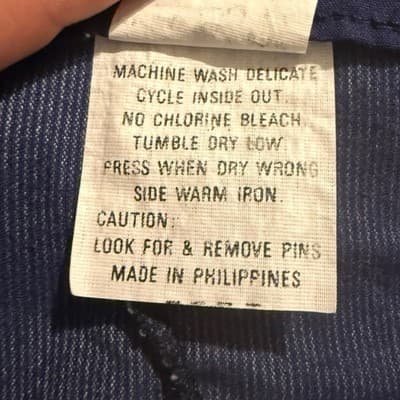 MACHINE WASH DELICATE
CYCLE INSIDE OUT.
NO CHLORINE BLEACH.
TUMBLE DRY LOW.
PRESS WHEN DRY WRONG
SIDE WARM IRON.
CAUTION:
LOOK FOR & REMOVE PINS
MADE IN PHILIPPINES